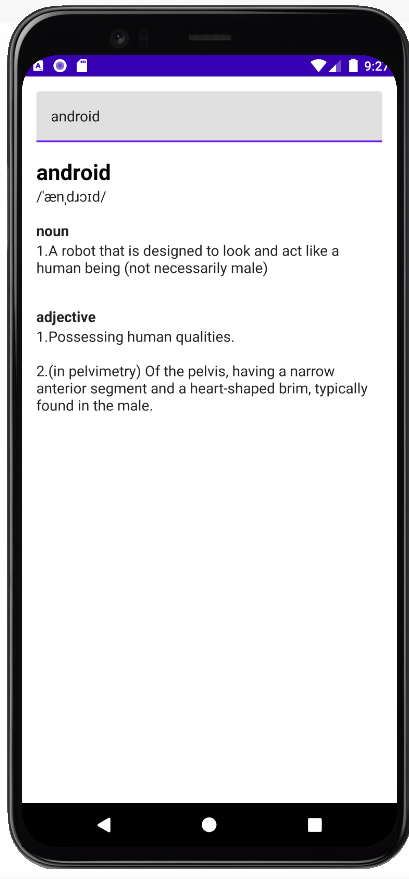 9:27
android
android
/ˈænˌdɹɔɪd/
noun
1.A robot that is designed to look and act like a
human being (not necessarily male)
adjective
1.Possessing human qualities.
2.(in pelvimetry) Of the pelvis, having a narrow
anterior segment and a heart-shaped brim, typically
found in the male.